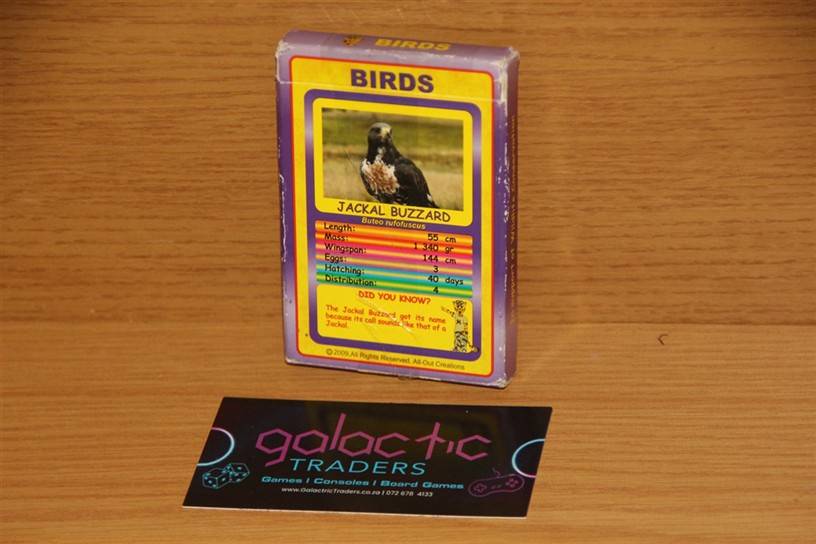 BIRDS
BIRDS
JACKAL BUZZARD
Buteo rufofuscus
Length: 55 cm
Mass: 1 340 gr
Wingspan: 144 cm
Eggs: 3
Hatching: 40 days
Distribution: 4
DID YOU KNOW?
The Jackal Buzzard got its name
because its call sounds like that of a
Jackal.
© 2009.All Rights Rkserved. All-Out Creations
galactic
TRADERS
Games | Consoles | Board Games
www.GalacticTraders.co.za | 072 678 4133